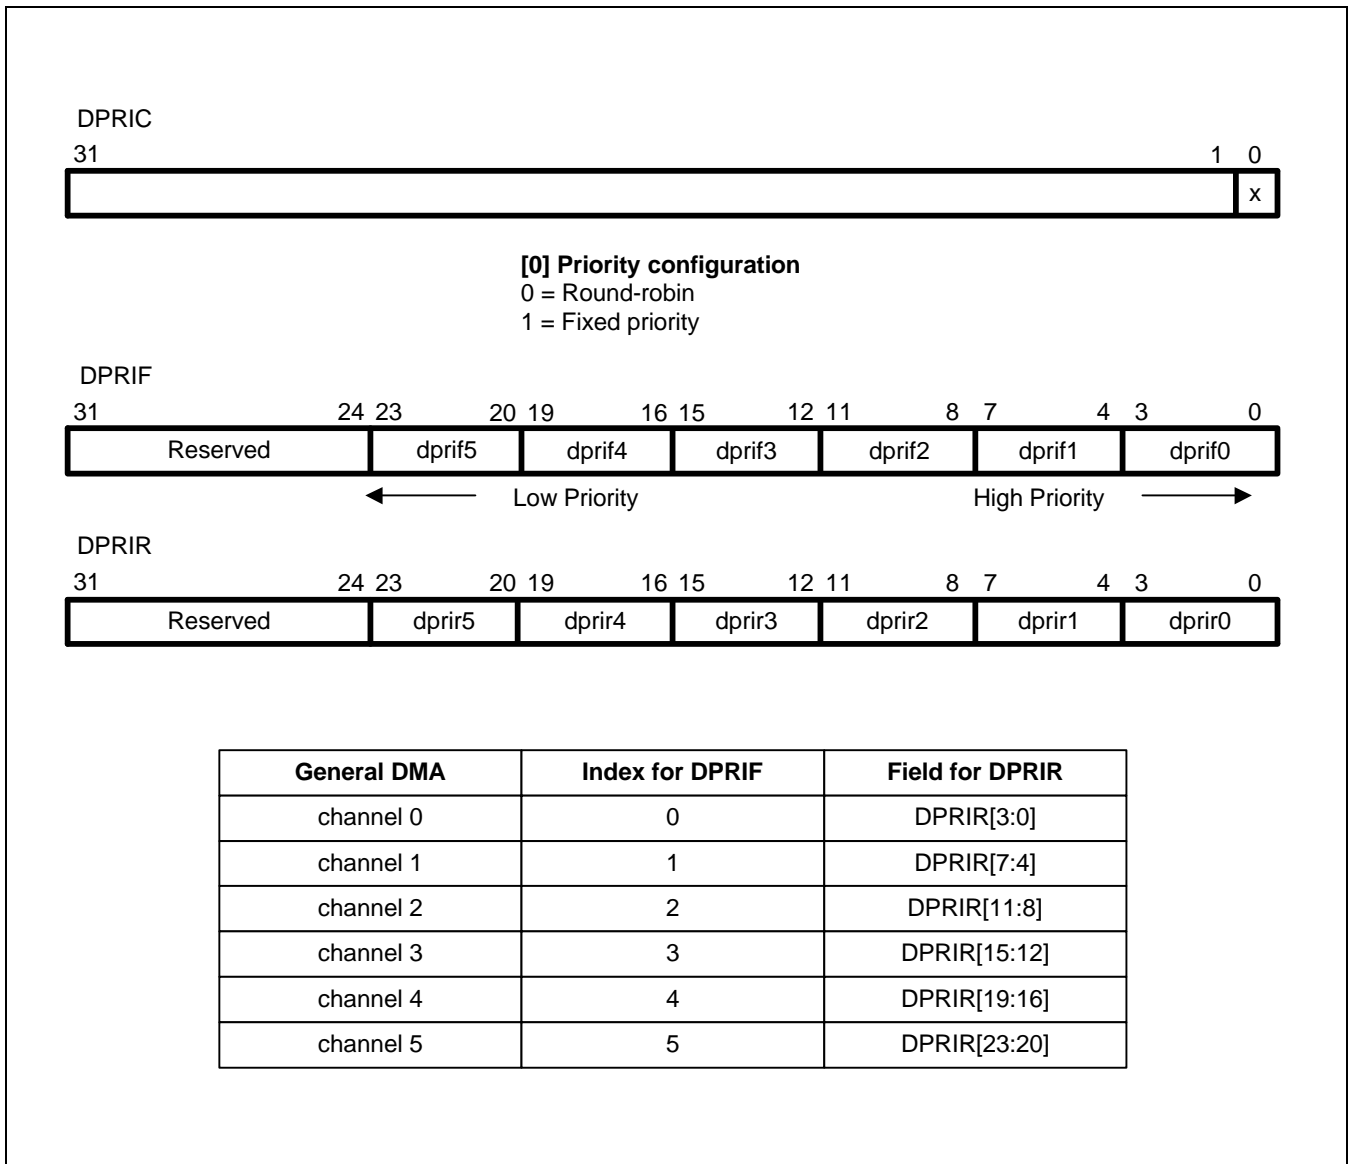 DPRIC
31 1 0
x
[0] Priority configuration
0 = Round-robin
1 = Fixed priority
DPRIF
31 24 23 20 19 16 15 12 11 8 7 4 3 0
Reserved dprif5 dprif4 dprif3 dprif2 dprif1 dprif0
Low Priority High Priority
DPRIR
31 24 23 20 19 16 15 12 11 8 7 4 3 0
Reserved dprir5 dprir4 dprir3 dprir2 dprir1 dprir0
General DMA Index for DPRIF Field for DPRIR
channel 0 0 DPRIR[3:0]
channel 1 1 DPRIR[7:4]
channel 2 2 DPRIR[11:8]
channel 3 3 DPRIR[15:12]
channel 4 4 DPRIR[19:16]
channel 5 5 DPRIR[23:20]